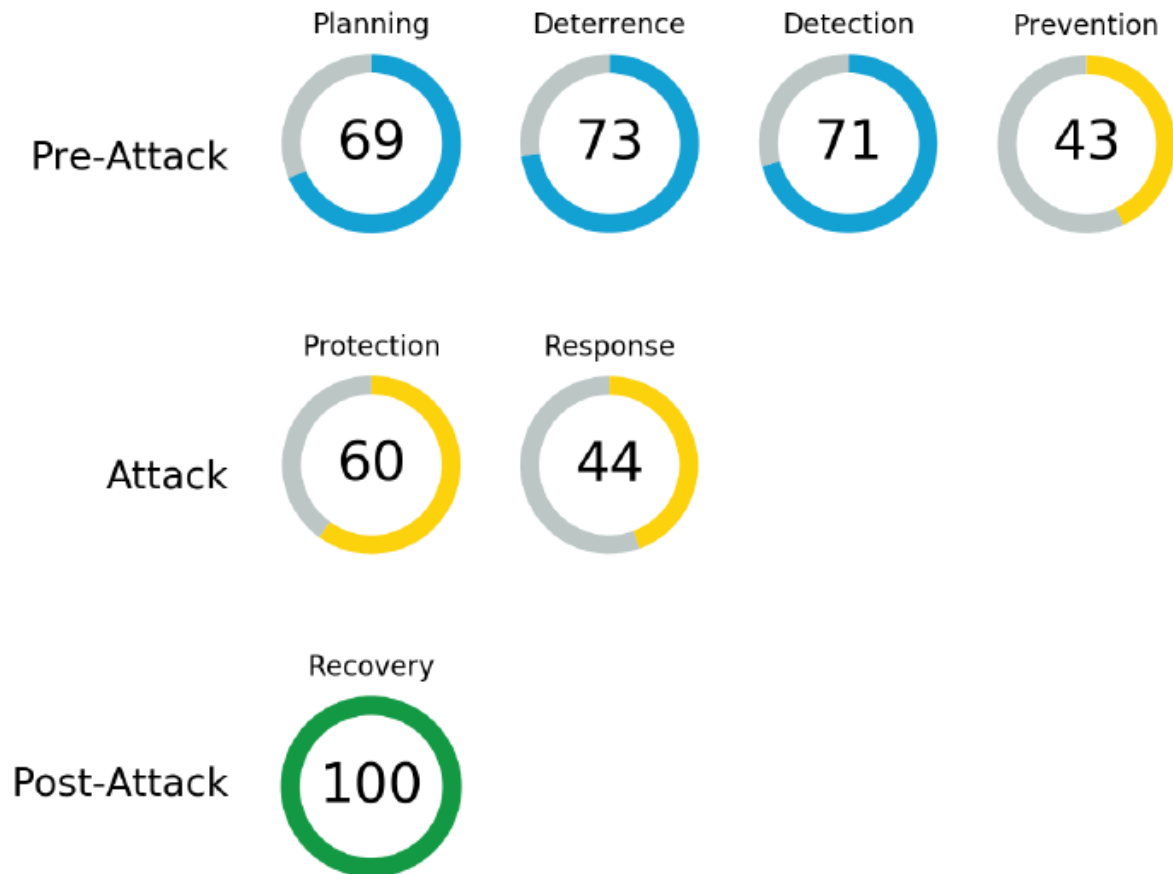 Planning Deterrence Detection Prevention
Pre-Attack 69 73 71 43
Protection Response
Attack 60 44
Recovery
Post-Attack 100